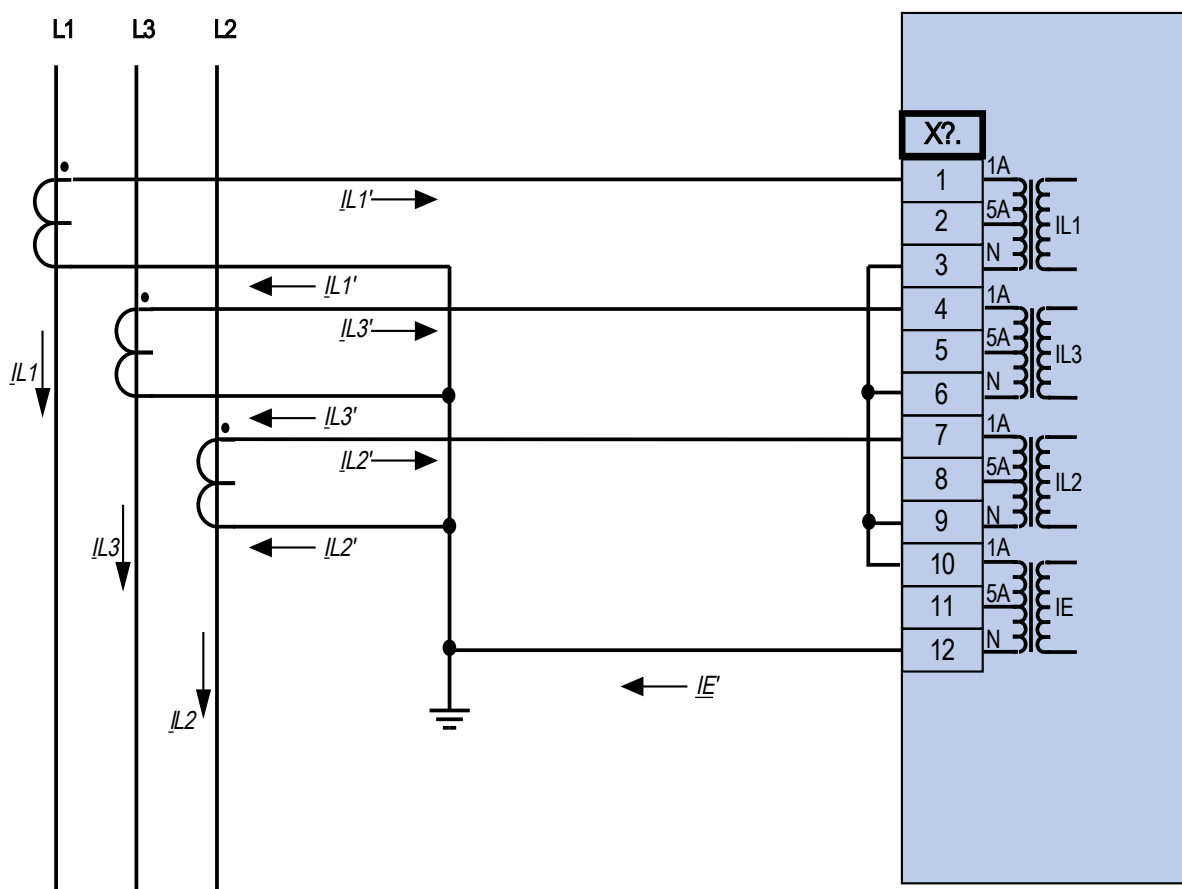 L1 L3 L2
X?.
1 1A
IL1'
2 5A IL1
3 N
IL1'
4 1A
IL3'
5 5A IL3
IL1
6 N
IL3'
7 1A
IL2'
8 5A IL2
9 N
IL3
IL2'
10 1A
11 5A IE
12 N
IE'
IL2